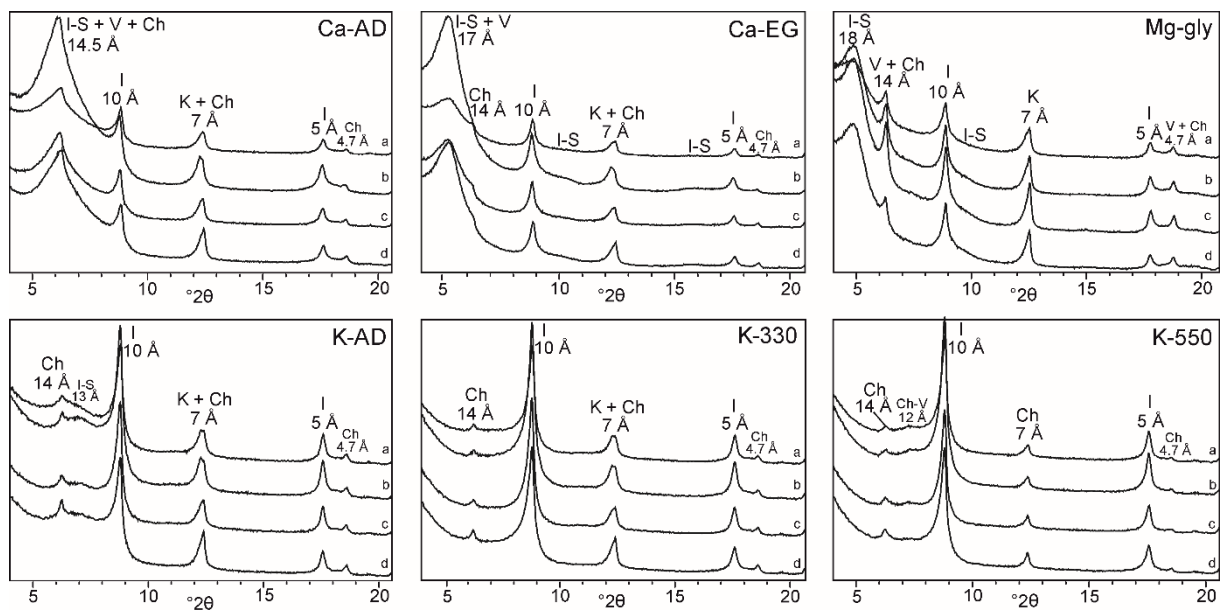 Ca-AD
I-S + V + Ch
14.5 Å
I
10 Å
K + Ch
7 Å
I
5 Å
Ch
4.7 Å
a
b
c
d
5
10
15
20
°2θ
Ca-EG
I-S + V
17 Å
Ch
14 Å
I
10 Å
I-S
K + Ch
7 Å
I-S
I
5 Å
Ch
4.7 Å
a
b
c
d
5
10
15
20
°2θ
Mg-gly
I-S
18 Å
V + Ch
14 Å
I
10 Å
I-S
K
7 Å
I
5 Å
V + Ch
4.7 Å
a
b
c
d
5
10
15
20
°2θ
K-AD
Ch
14 Å
I-S
13 Å
I
10 Å
K + Ch
7 Å
I
5 Å
Ch
4.7 Å
a
b
c
d
5
10
15
20
°2θ
K-330
Ch
14 Å
I
10 Å
K + Ch
7 Å
I
5 Å
Ch
4.7 Å
a
b
c
d
5
10
15
20
°2θ
K-550
Ch
14 Å
Ch-V
12 Å
I
10 Å
Ch
7 Å
I
5 Å
Ch
4.7 Å
a
b
c
d
5
10
15
20
°2θ